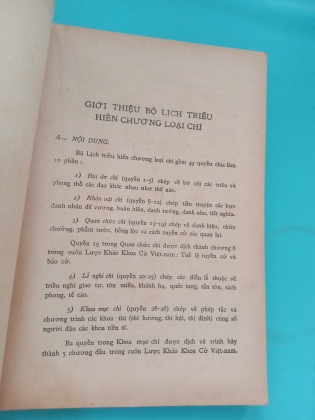 GIỚI THIỆU BỘ LỊCH TRIỀU
HIẾN CHƯƠNG LOẠI CHÍ
A— NỘI DUNG.
Bộ Lịch triều hiến chương loại chí gồm 49 quyển chia làm
10 phần :
1) Địa dư chí (quyển 1-5) chép về bờ cõi các triều và
phong thổ các đạo khác nhau như thế nào.
2) Nhân vật chí (quyển 6-12) chép tiểu truyện các bực
danh nhân đế vương, huân hiền, danh tướng, danh nho, tiết nghĩa.
3) Quan chức chí (quyển 13-19) chép về danh hiệu, chức
chưởng, phẩm tước, bổng lộc và cách tuyển cử các quan lại.
Quyển 19 trong Quan chức chí được dịch thành chương 6
trong cuốn Lược Khảo Khoa Cử Việt-nam : Thể lệ tuyển cử và
bảo cử.
4) Lễ nghi chí (quyển 20-25) chép các điển lễ thuộc về
triều nghi giao tự, tôn miếu, khánh hạ, quốc tang, tấn tôn, sách
phong, tế cáo.
5) Khoa mục chí (quyển 26-28) chép về phép tắc và
chương trình các khoa thi (thi hương, thi hội, thi đình) cùng số
người đậu các khoa tiến sĩ.
Ba quyển trong Khoa mục chí được dịch và trình bày
thành 5 chương đầu trong cuốn Lược Khảo Khoa Cử Việt-nam.